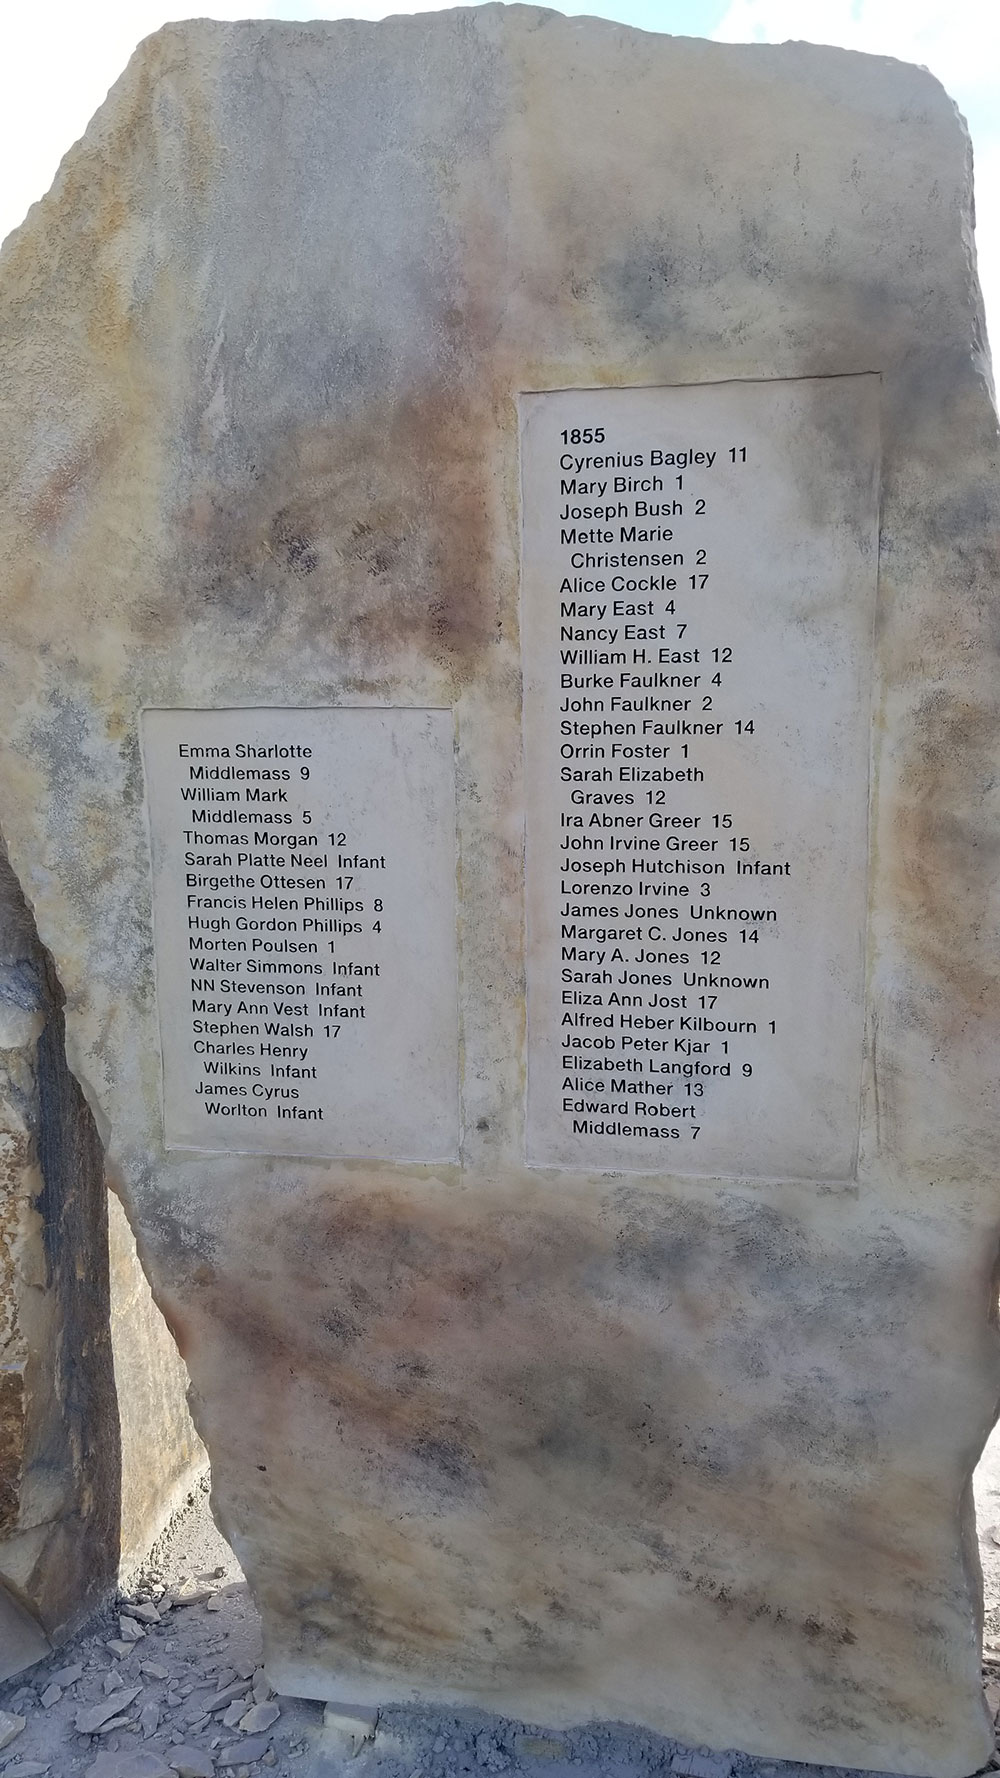 Emma Sharlotte
Middlemass 9
William Mark
Middlemass 5
Thomas Morgan 12
Sarah Platte Neel Infant
Birgethe Ottesen 17
Francis Helen Phillips 8
Hugh Gordon Phillips 4
Morten Poulsen 1
Walter Simmons Infant
NN Stevenson Infant
Mary Ann Vest Infant
Stephen Walsh 17
Charles Henry
Wilkins Infant
James Cyrus
Worlton Infant
1855
Cyrenius Bagley 11
Mary Birch 1
Joseph Bush 2
Mette Marie
Christensen 2
Alice Cockle 17
Mary East 4
Nancy East 7
William H. East 12
Burke Faulkner 4
John Faulkner 2
Stephen Faulkner 14
Orrin Foster 1
Sarah Elizabeth
Graves 12
Ira Abner Greer 15
John Irvine Greer 15
Joseph Hutchison Infant
Lorenzo Irvine 3
James Jones Unknown
Margaret C. Jones 14
Mary A. Jones 12
Sarah Jones Unknown
Eliza Ann Jost 17
Alfred Heber Kilbourn 1
Jacob Peter Kjar 1
Elizabeth Langford 9
Alice Mather 13
Edward Robert
Middlemass 7